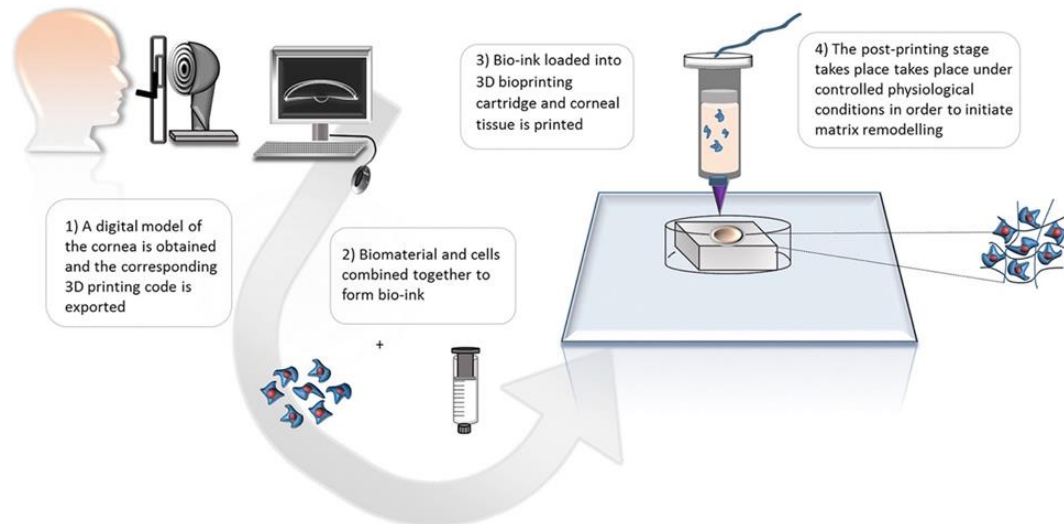 1) A digital model of
the cornea is obtained
and the corresponding
3D printing code is
exported
2) Biomaterial and cells
combined together to
form bio-ink
+
3) Bio-ink loaded into
3D bioprinting
cartridge and corneal
tissue is printed
4) The post-printing stage
takes place takes place under
controlled physiological
conditions in order to initiate
matrix remodelling